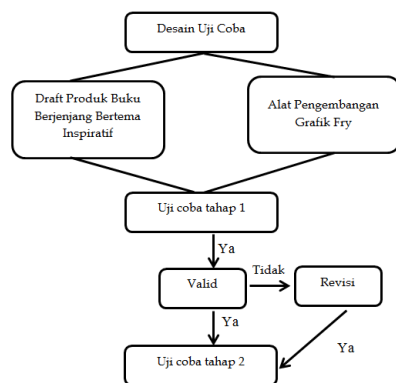 Desain Uji Coba
Draft Produk Buku
Berjenjang Bertema
Inspiratif
Alat Pengembangan
Grafik Fry
Uji coba tahap 1
Ya
Valid
Tidak
Revisi
Ya
Ya
Uji coba tahap 2